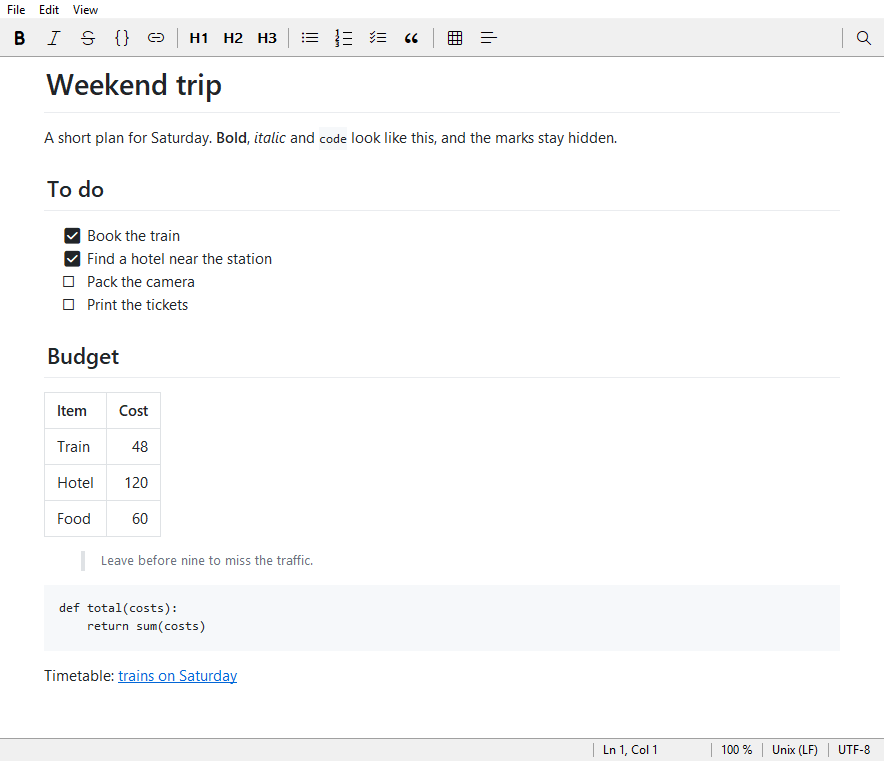 File Edit View
B I S {} H1 H2 H3
Weekend trip
A short plan for Saturday. Bold, italic and code look like this, and the marks stay hidden.
To do
Book the train
Find a hotel near the station
Pack the camera
Print the tickets
Budget
Item Cost
Train 48
Hotel 120
Food 60
Leave before nine to miss the traffic.
def total(costs):
    return sum(costs)
Timetable: trains on Saturday
Ln 1, Col 1 100 % Unix (LF) UTF-8